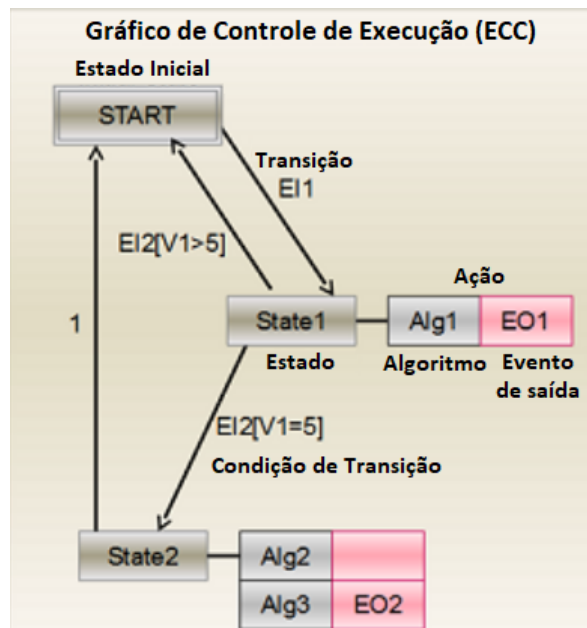 Gráfico de Controle de Execução (ECC)
Estado Inicial
START
Transição
EI1
EI2[V1>5]
1
Ação
State1
Alg1
EO1
Estado
Algoritmo
Evento
de saída
EI2[V1=5]
Condição de Transição
State2
Alg2
Alg3
EO2